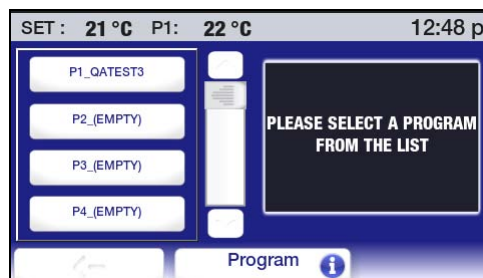 SET : 21 °C P1: 22 °C 12:48 p
P1_QATEST3
P2_(EMPTY)
P3_(EMPTY)
P4_(EMPTY)
PLEASE SELECT A PROGRAM
FROM THE LIST
Program i